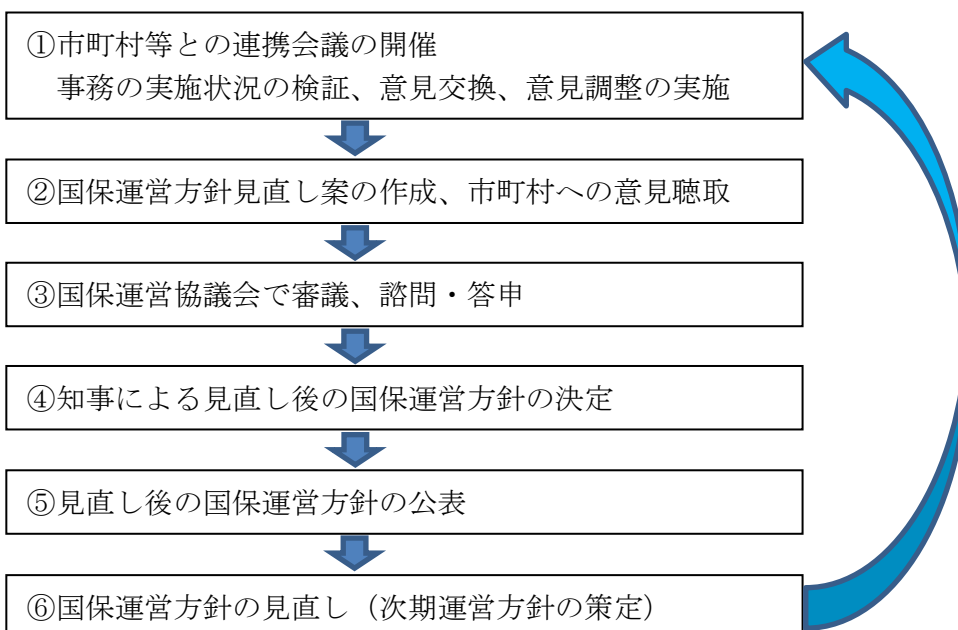 ①市町村等との連携会議の開催
事務の実施状況の検証、意見交換、意見調整の実施
②国保運営方針見直し案の作成、市町村への意見聴取
③国保運営協議会で審議、諮問・答申
④知事による見直し後の国保運営方針の決定
⑤見直し後の国保運営方針の公表
⑥国保運営方針の見直し（次期運営方針の策定）